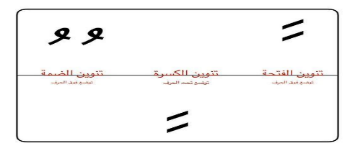 تنوين الفتحة تنوين الكسرة تنوين الضمة
توضع فوق الحرف توضع تحت الحرف توضع فوق الحرف